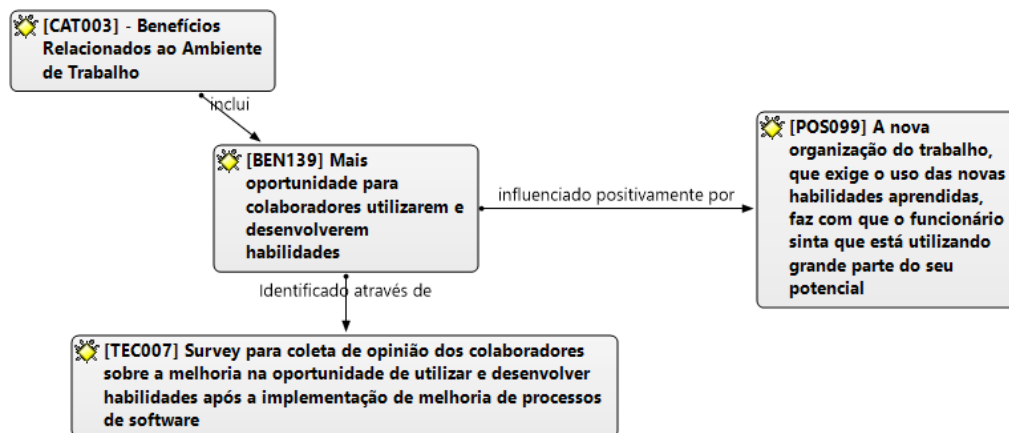 [CAT003] - Benefícios
Relacionados ao Ambiente
de Trabalho
inclui
[BEN139] Mais
oportunidade para
colaboradores utilizarem e
desenvolverem
habilidades
influenciado positivamente por
[POS099] A nova
organização do trabalho,
que exige o uso das novas
habilidades aprendidas,
faz com que o funcionário
sinta que está utilizando
grande parte do seu
potencial
Identificado através de
[TEC007] Survey para coleta de opinião dos colaboradores
sobre a melhoria na oportunidade de utilizar e desenvolver
habilidades após a implementação de melhoria de processos
de software